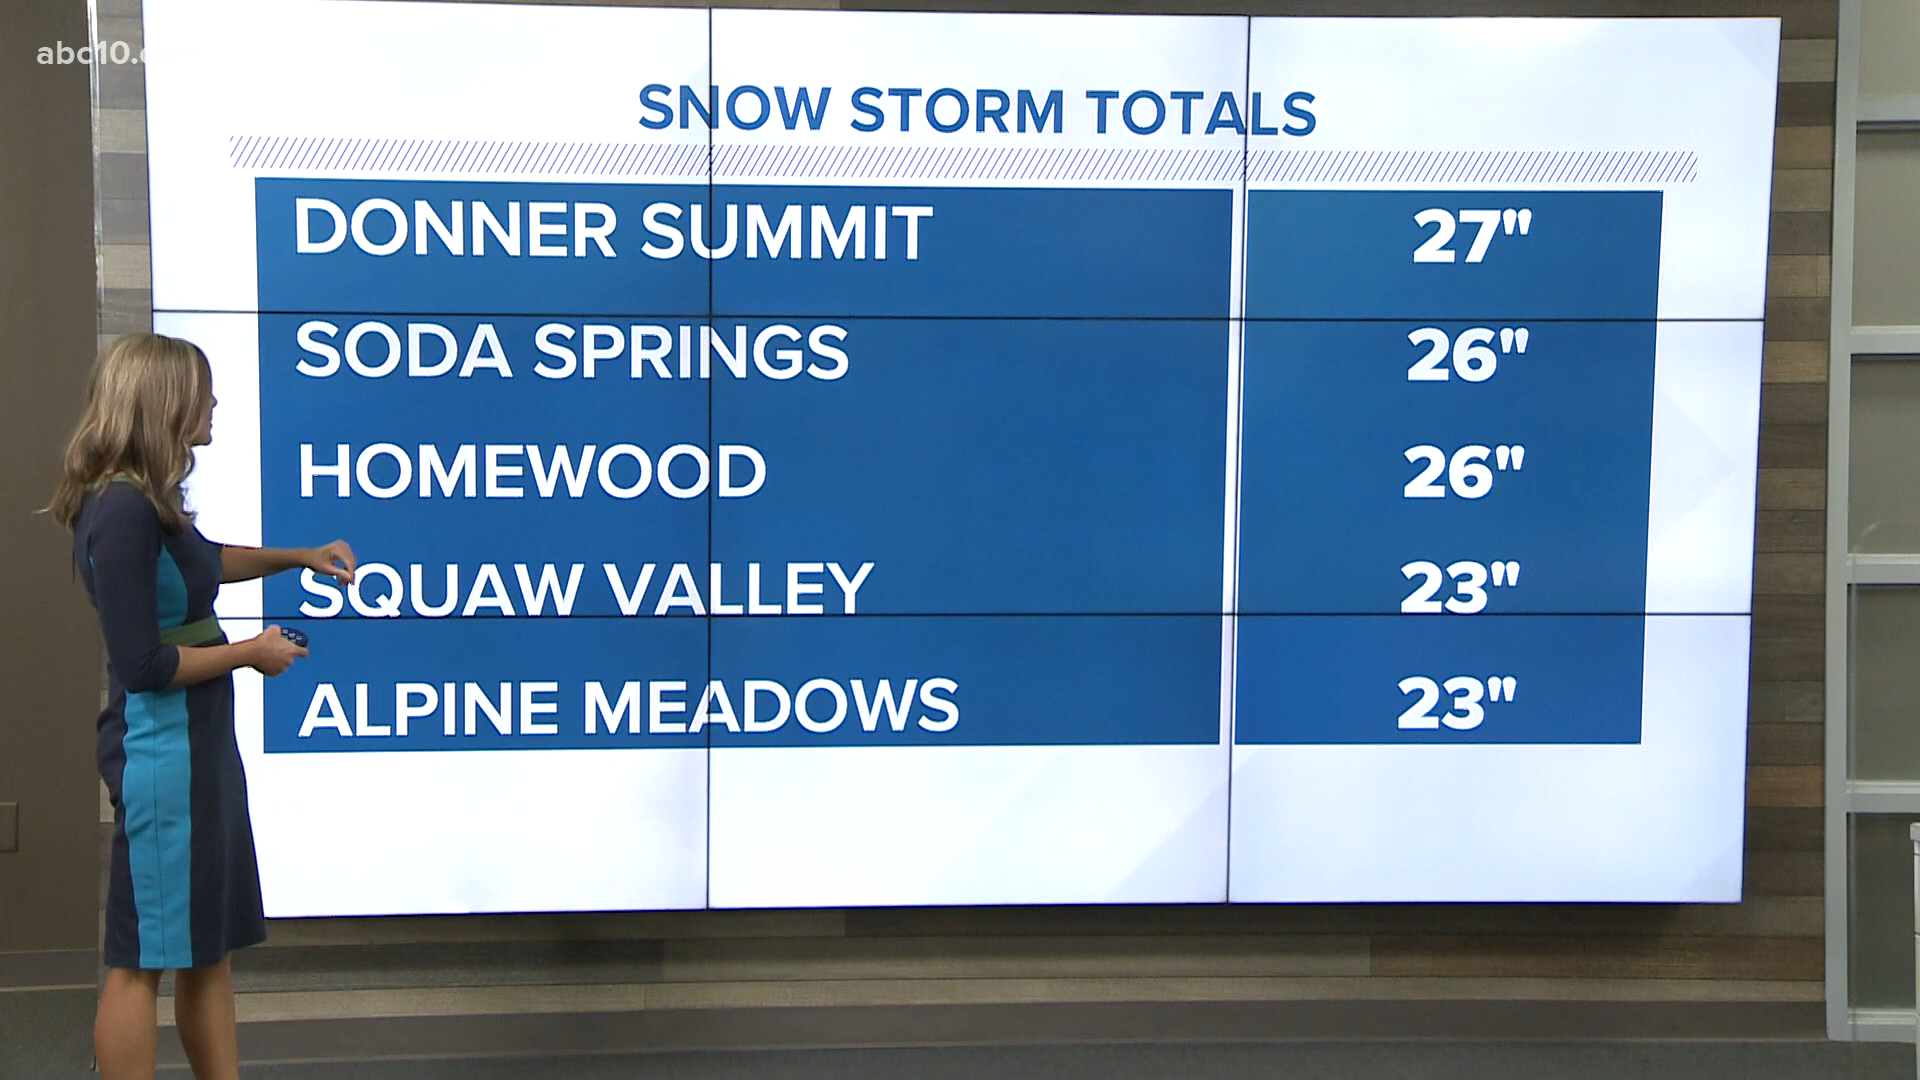 abc10.c
SNOW STORM TOTALS
DONNER SUMMIT 27"
SODA SPRINGS 26"
HOMEWOOD 26"
SQUAW VALLEY 23"
ALPINE MEADOWS 23"